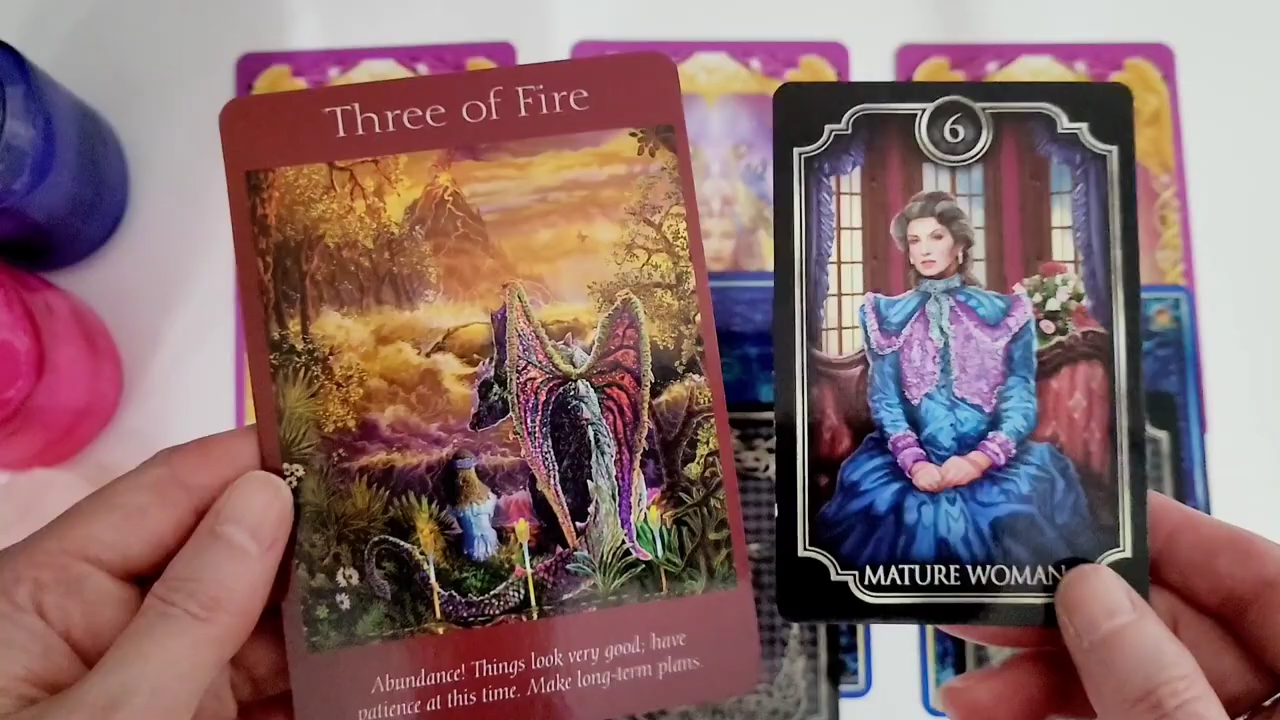 Three of Fire
Abundance! Things look very good; have
patience at this time. Make long-term plans.
6
MATURE WOMAN